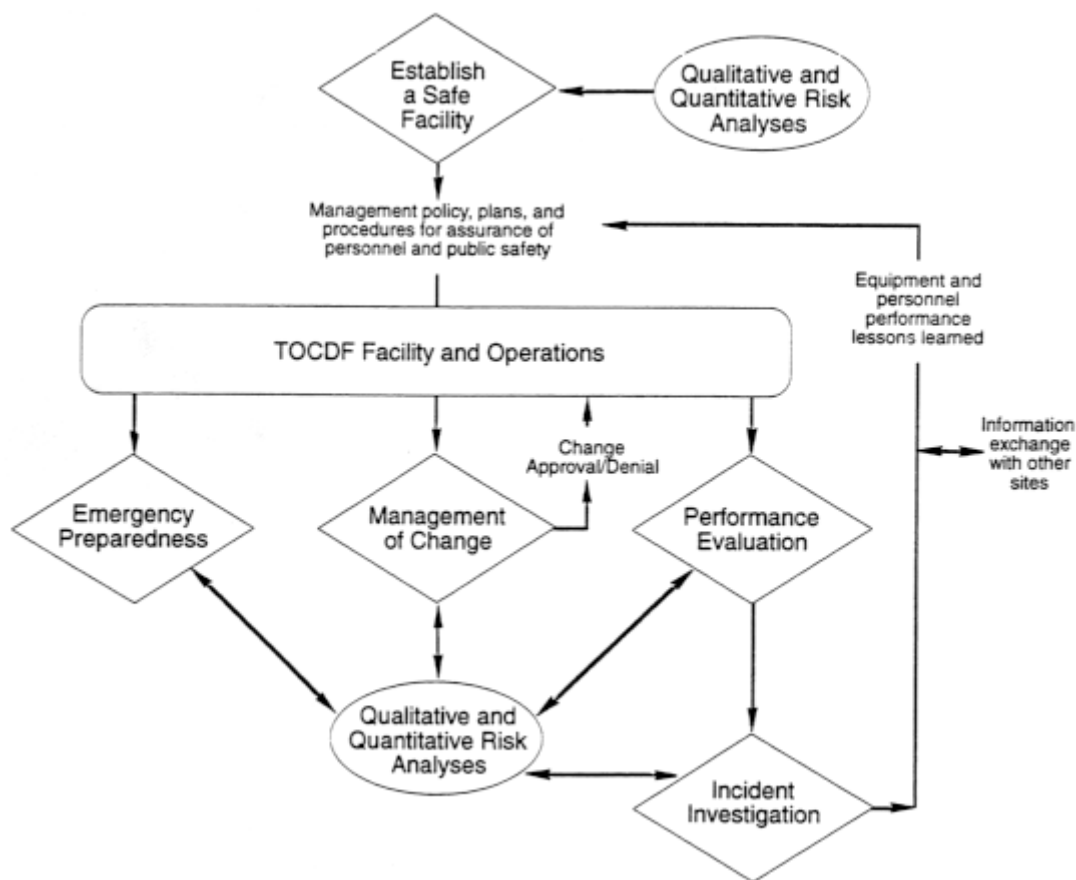 Establish
a Safe
Facility
Qualitative and
Quantitative Risk
Analyses
Management policy, plans, and
procedures for assurance of
personnel and public safety
Equipment and
personnel
performance
lessons learned
TOCDF Facility and Operations
Information
exchange
with other
sites
Change
Approval/Denial
Emergency
Preparedness
Management
of Change
Performance
Evaluation
Qualitative and
Quantitative Risk
Analyses
Incident
Investigation